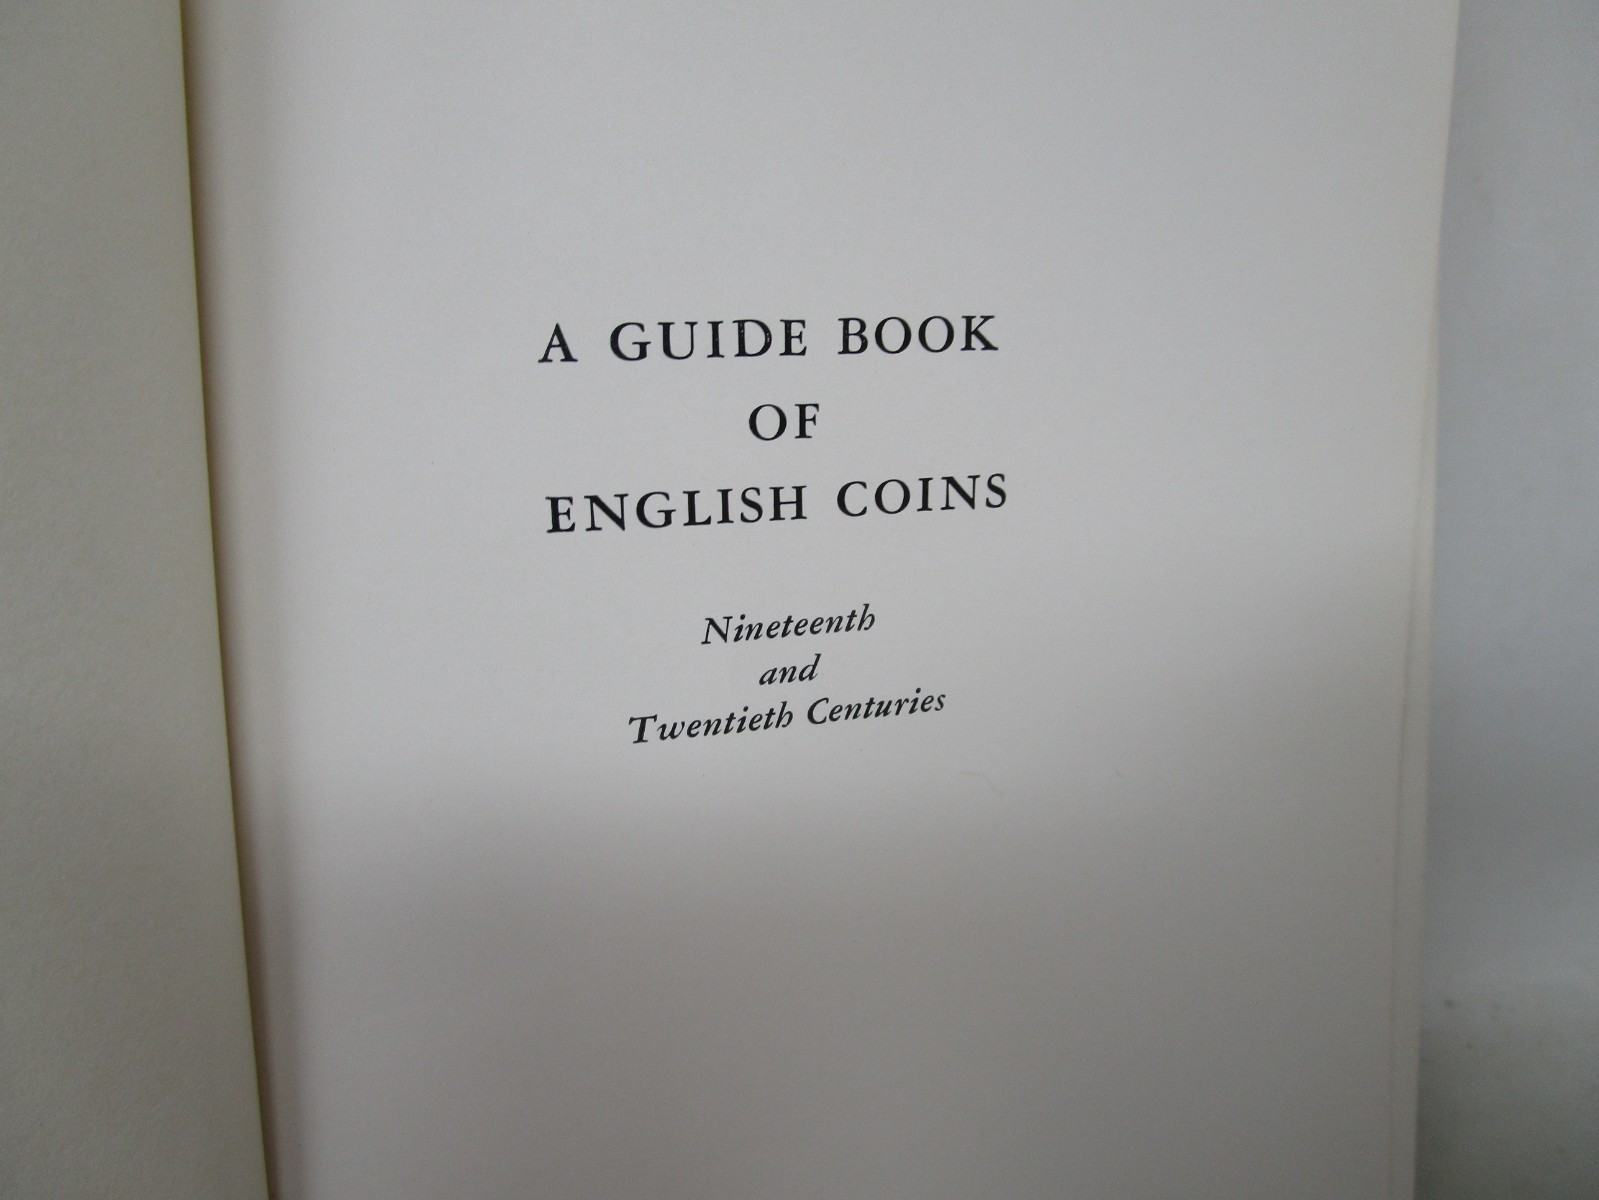 A GUIDE BOOK
OF
ENGLISH COINS
Nineteenth
and
Twentieth Centuries